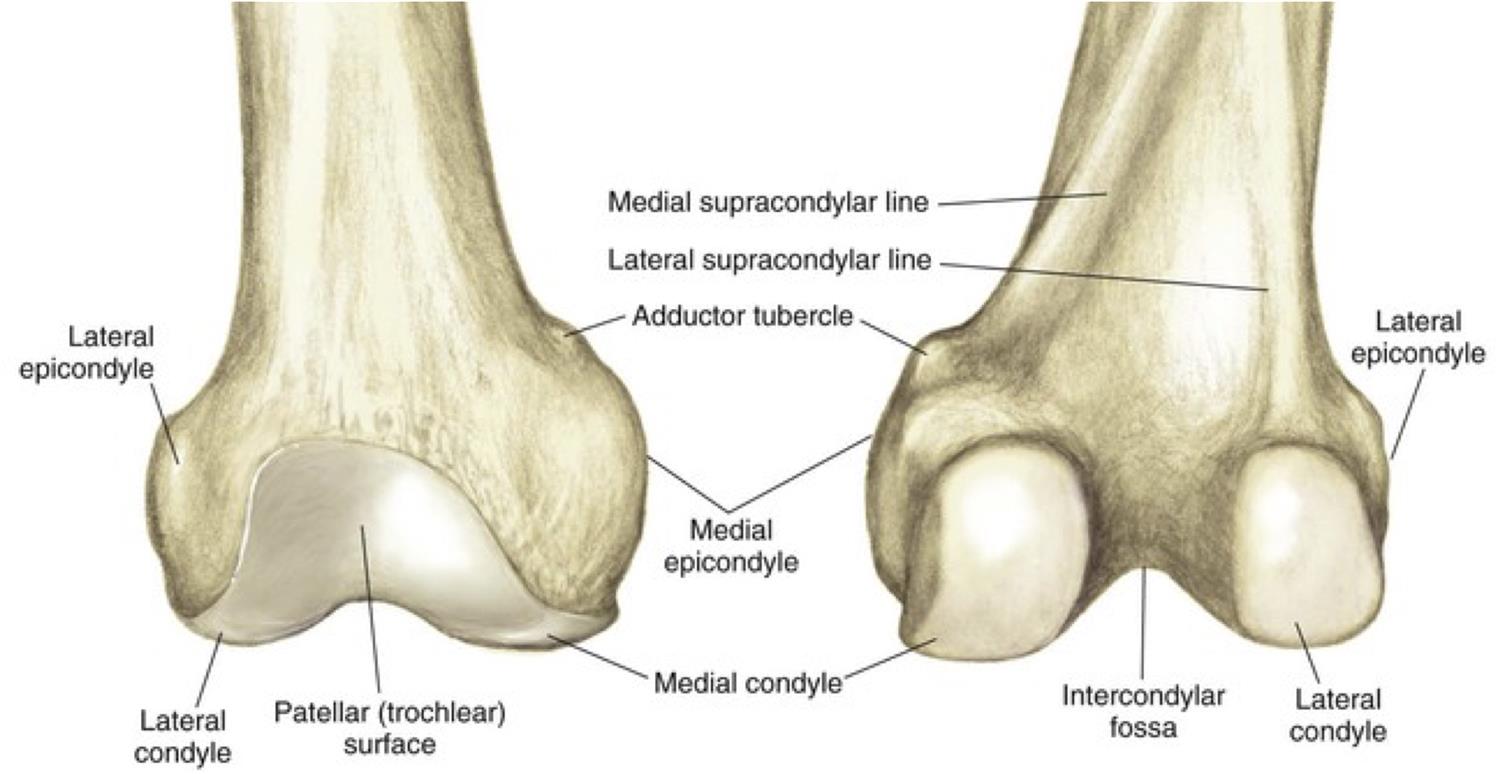 Medial supracondylar line
Lateral supracondylar line
Adductor tubercle
Lateral
epicondyle
Lateral
epicondyle
Medial
epicondyle
Medial condyle
Lateral
condyle
Patellar (trochlear)
surface
Intercondylar
fossa
Lateral
condyle